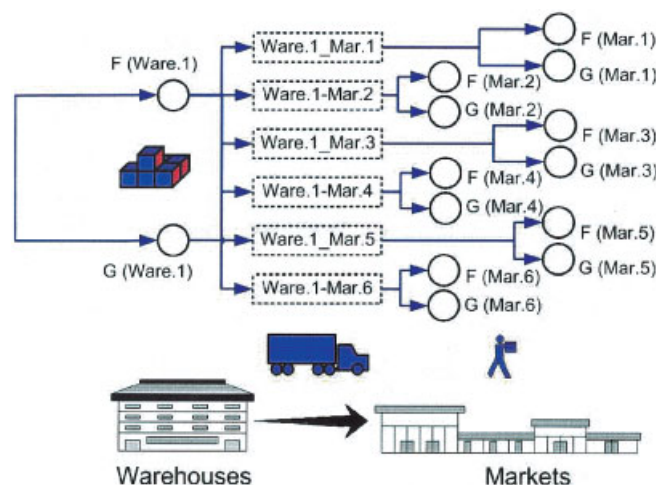 Ware.1_Mar.1
F (Mar.1)
G (Mar.1)
F (Ware.1)
Ware.1-Mar.2
F (Mar.2)
G (Mar.2)
Ware.1_Mar.3
F (Mar.3)
G (Mar.3)
Ware.1-Mar.4
F (Mar.4)
G (Mar.4)
Ware.1_Mar.5
F (Mar.5)
G (Mar.5)
G (Ware.1)
Ware.1-Mar.6
F (Mar.6)
G (Mar.6)
Warehouses
Markets